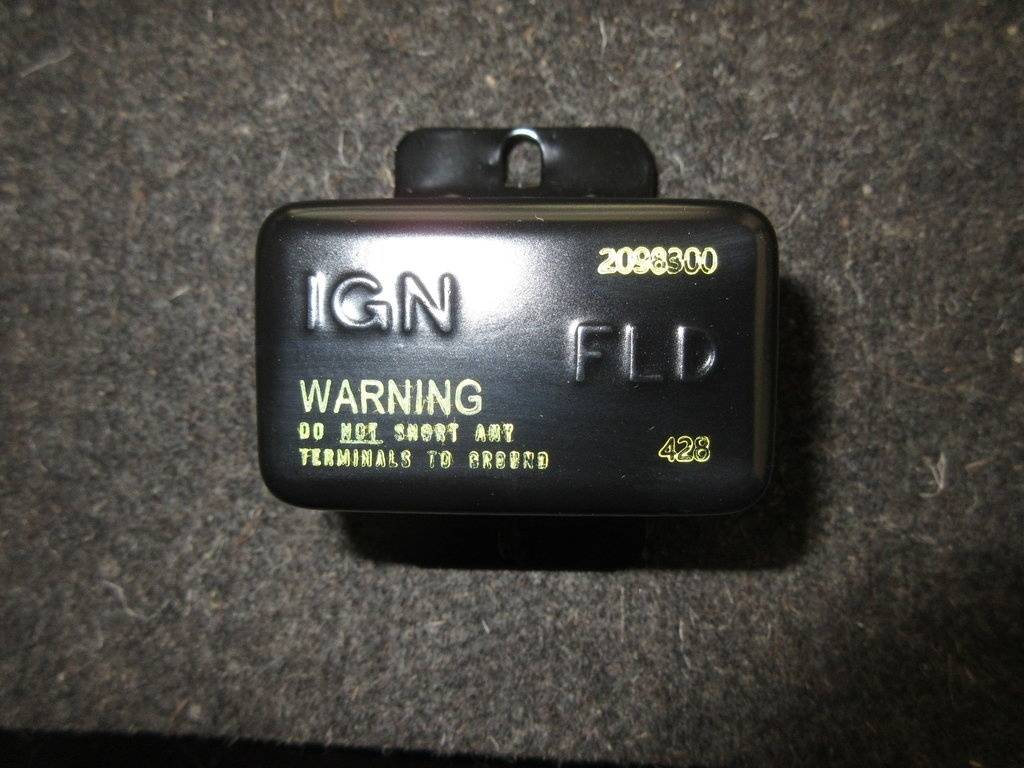 2098300
IGN
FLD
WARNING
DO NOT SHORT ANY
TERMINALS TO GROUND
428